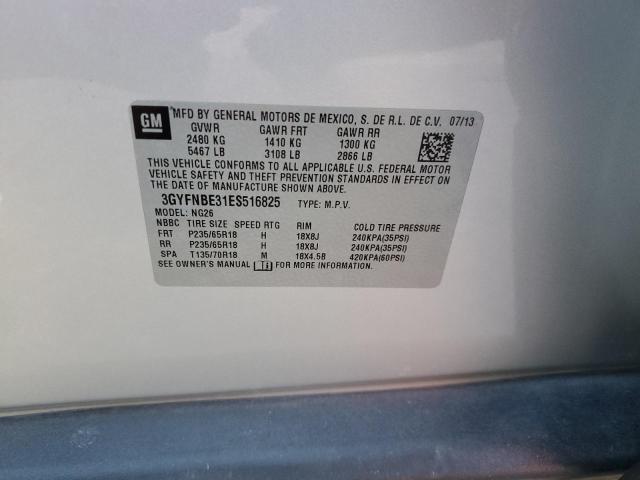 GM
MFD BY GENERAL MOTORS DE MEXICO, S. DE R.L. DE C.V. 07/13
GVWR GAWR FRT GAWR RR
2480 KG 1410 KG 1300 KG
5467 LB 3108 LB 2866 LB
THIS VEHICLE CONFORMS TO ALL APPLICABLE U.S. FEDERAL MOTOR
VEHICLE SAFETY AND THEFT PREVENTION STANDARDS IN EFFECT ON
THE DATE OF MANUFACTURE SHOWN ABOVE.
3GYFNBE31ES516825 TYPE: M.P.V.
MODEL: NG26
NBBC TIRE SIZE SPEED RTG RIM COLD TIRE PRESSURE
FRT P235/65R18 H 18X8J 240KPA(35PSI)
RR P235/65R18 H 18X8J 240KPA(35PSI)
SPA T135/70R18 M 18X4.5B 420KPA(60PSI)
SEE OWNER'S MANUAL FOR MORE INFORMATION.